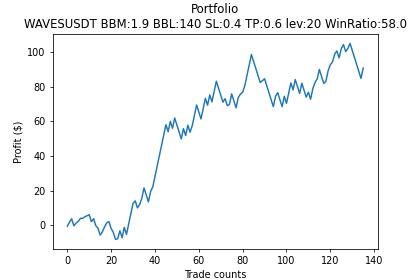 Portfolio
WAVESUSDT BBM:1.9 BBL:140 SL:0.4 TP:0.6 lev:20 WinRatio:58.0
100
80
60
40
20
0
Profit ($)
0 20 40 60 80 100 120 140
Trade counts